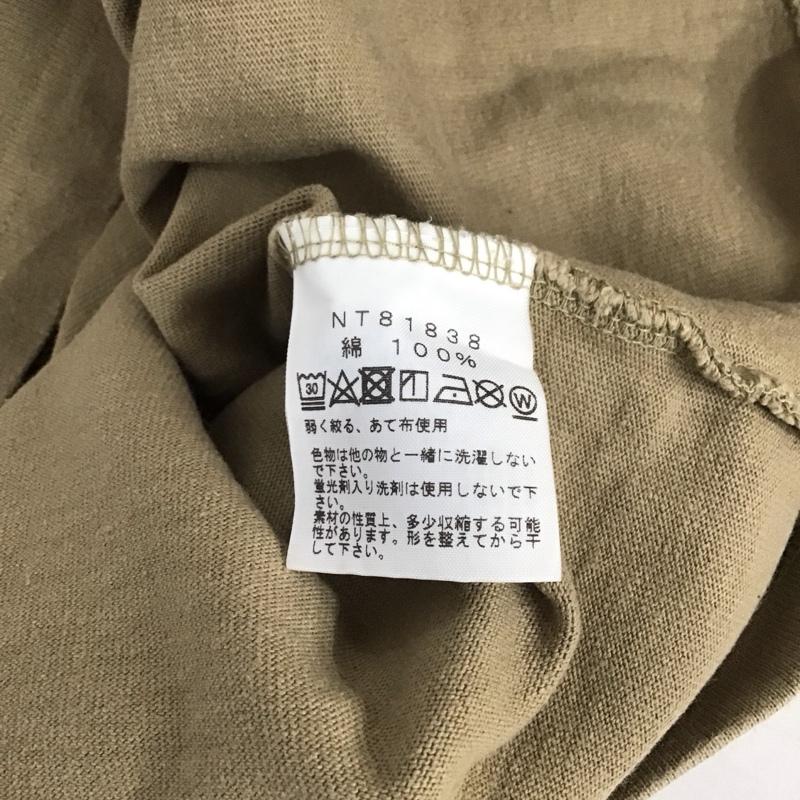 NT81838
綿 100%
30 W
弱く絞る、あて布使用
色物は他の物と一緒に洗濯しない
で下さい。
蛍光剤入り洗剤は使用しないで下
さい。
素材の性質上、多少収縮する可能
性があります。形を整えてから干
して下さい。